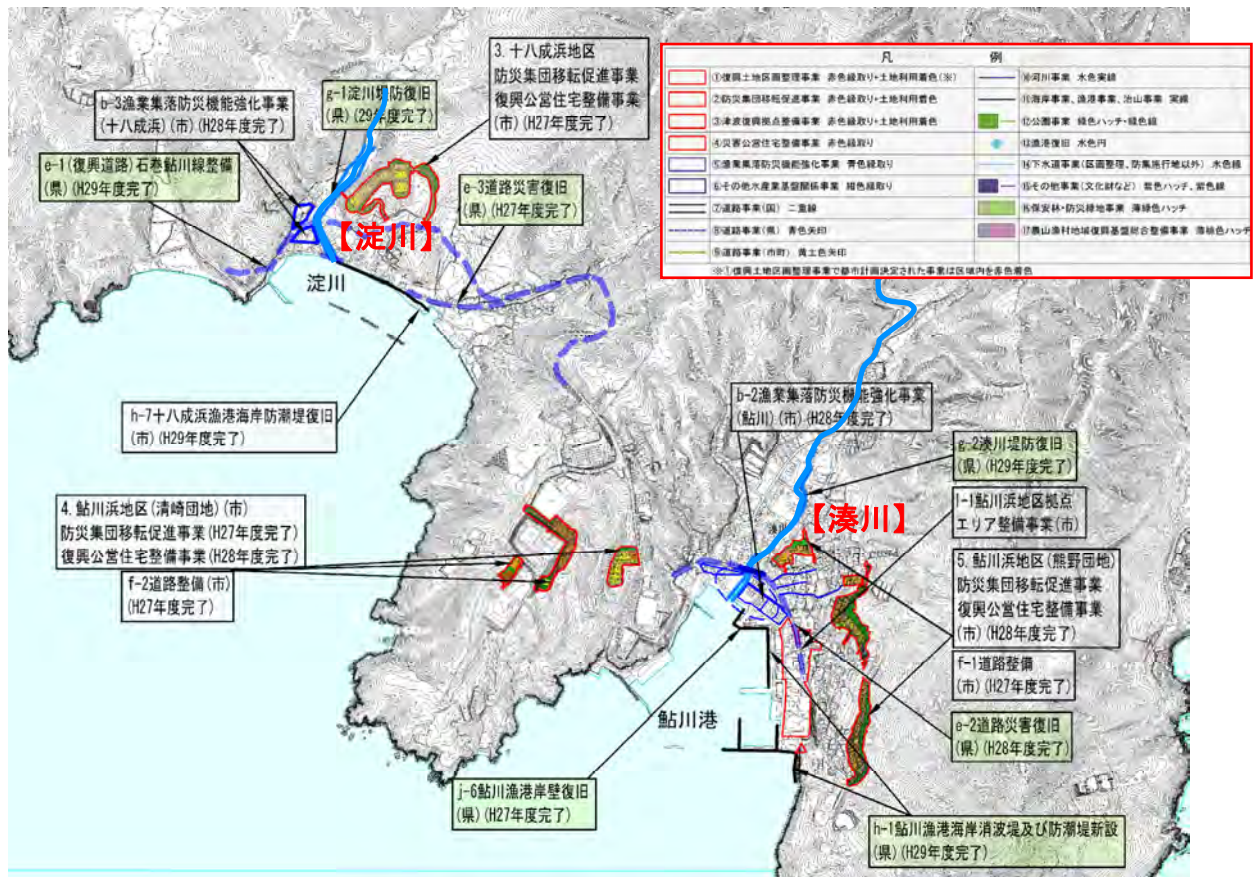 3. 十八成浜地区
防災集団移転促進事業
復興公営住宅整備事業
(市)(H27年度完了)
g-1淀川堤防復旧
(県)(29年度完了)
b-3漁業集落防災機能強化事業
(十八成浜)(市)(H28年度完了)
e-1(復興道路)石巻鮎川線整備
(県)(H29年度完了)
e-3道路災害復旧
(県)(H27年度完了)
【淀川】
淀川
凡 例
①復興土地区画整理事業 赤色縁取り+土地利用着色(※)
②防災集団移転促進事業 赤色縁取り+土地利用着色
③津波復興拠点整備事業 赤色縁取り+土地利用着色
④災害公営住宅整備事業 赤色縁取り
⑤漁業集落防災機能強化事業 青色縁取り
⑥その他水産業基盤関係事業 紺色縁取り
⑦道路事業(国) 二重線
⑧道路事業(県) 青色矢印
⑨道路事業(市町) 黄土色矢印
⑩河川事業 水色実線
⑪海岸事業、漁港事業、治山事業 実線
⑫公園事業 緑色ハッチ・緑色線
⑬漁港復旧 水色円
⑭下水道事業(区画整理、防集施行地以外) 水色線
⑮その他事業(文化財など) 紫色ハッチ、紫色線
⑯保安林・防災緑地事業 薄緑色ハッチ
⑰農山漁村地域復興基盤総合整備事業 薄桃色ハッチ
※①復興土地区画整理事業で都市計画決定された事業は区域内を赤色着色
h-7十八成浜漁港海岸防潮堤復旧
(市)(H29年度完了)
b-2漁業集落防災機能強化事業
(鮎川)(市)(H28年度完了)
g-2湊川堤防復旧
(県)(H29年度完了)
【湊川】
l-1鮎川浜地区拠点
エリア整備事業(市)
4. 鮎川浜地区(清崎団地)(市)
防災集団移転促進事業(H27年度完了)
復興公営住宅整備事業(H28年度完了)
f-2道路整備(市)
(H27年度完了)
5. 鮎川浜地区(熊野団地)
防災集団移転促進事業
復興公営住宅整備事業
(市)(H28年度完了)
f-1道路整備
(市)(H27年度完了)
e-2道路災害復旧
(県)(H28年度完了)
鮎川港
j-6鮎川漁港岸壁復旧
(県)(H27年度完了)
h-1鮎川漁港海岸消波堤及び防潮堤新設
(県)(H29年度完了)